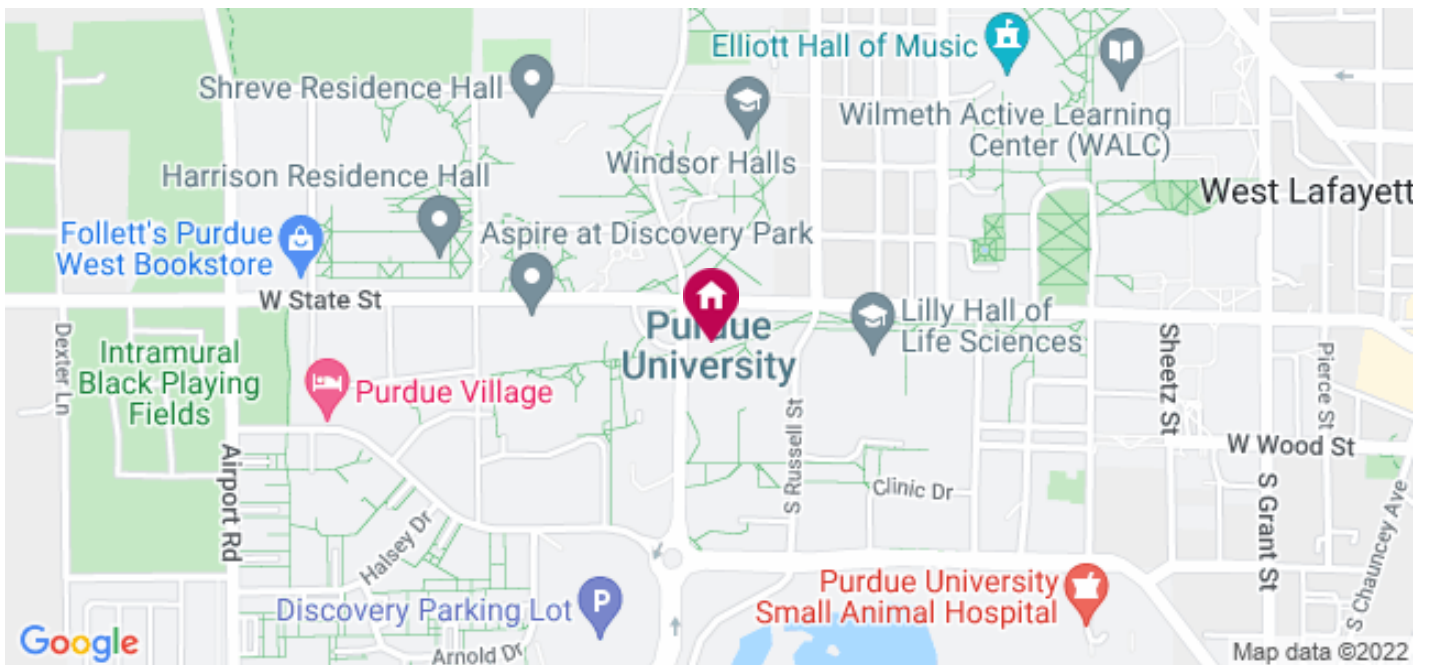 Elliott Hall of Music
Shreve Residence Hall
Wilmeth Active Learning
Center (WALC)
Windsor Halls
Harrison Residence Hall
West Lafayett
Follett's Purdue
West Bookstore
Aspire at Discovery Park
W State St
Purdue
University
Lilly Hall of
Life Sciences
Dexter Ln
Intramural
Black Playing
Fields
Purdue Village
Sheetz St
Pierce St
Airport Rd
S Russell St
W Wood St
Clinic Dr
S Grant St
S Chauncey Ave
Halsey Dr
Discovery Parking Lot
P
Purdue University
Small Animal Hospital
Google
Arnold Dr
Map data ©2022